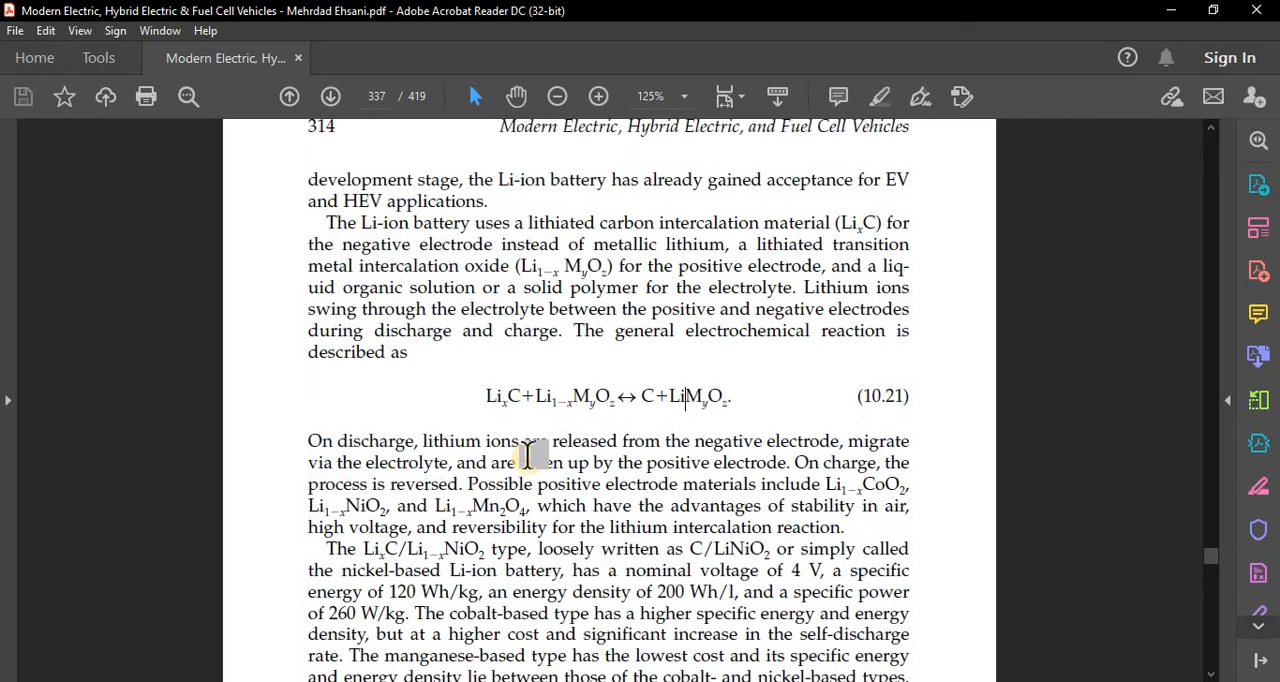 Modern Electric, Hybrid Electric & Fuel Cell Vehicles - Mehrdad Ehsani.pdf - Adobe Acrobat Reader DC (32-bit)
File Edit View Sign Window Help
Home Tools Modern Electric, Hy... × Sign In
337 / 419 125%
314 Modern Electric, Hybrid Electric, and Fuel Cell Vehicles
development stage, the Li-ion battery has already gained acceptance for EV
and HEV applications.
The Li-ion battery uses a lithiated carbon intercalation material (LiₓC) for
the negative electrode instead of metallic lithium, a lithiated transition
metal intercalation oxide (Li₁₋ₓ MyOz) for the positive electrode, and a liq-
uid organic solution or a solid polymer for the electrolyte. Lithium ions
swing through the electrolyte between the positive and negative electrodes
during discharge and charge. The general electrochemical reaction is
described as
LiₓC+Li₁₋ₓMyOz↔ C+LiMyOz. (10.21)
On discharge, lithium ions are released from the negative electrode, migrate
via the electrolyte, and are taken up by the positive electrode. On charge, the
process is reversed. Possible positive electrode materials include Li₁₋ₓCoO₂,
Li₁₋ₓNiO₂, and Li₁₋ₓMn₂O₄, which have the advantages of stability in air,
high voltage, and reversibility for the lithium intercalation reaction.
The LiₓC/Li₁₋ₓNiO₂ type, loosely written as C/LiNiO₂ or simply called
the nickel-based Li-ion battery, has a nominal voltage of 4 V, a specific
energy of 120 Wh/kg, an energy density of 200 Wh/l, and a specific power
of 260 W/kg. The cobalt-based type has a higher specific energy and energy
density, but at a higher cost and significant increase in the self-discharge
rate. The manganese-based type has the lowest cost and its specific energy
and energy density lie between those of the cobalt- and nickel-based types.